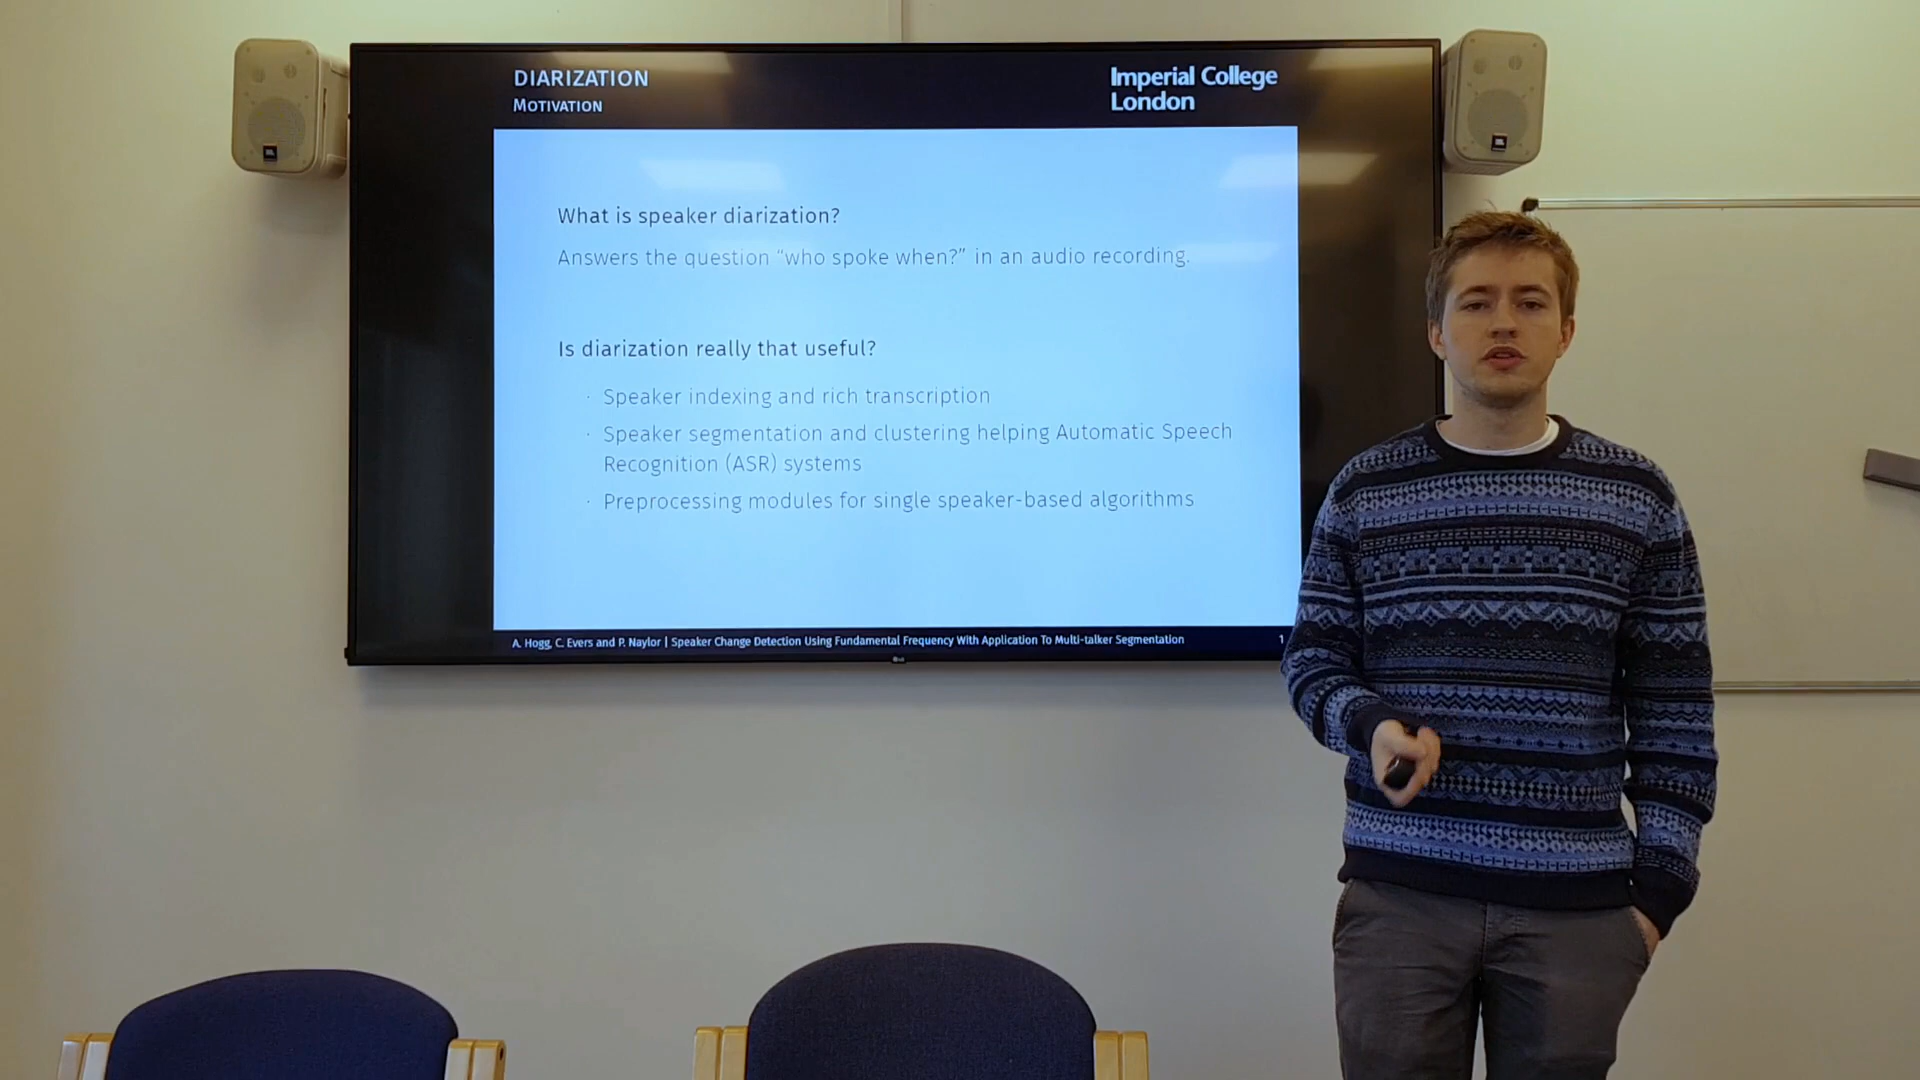 DIARIZATION
MOTIVATION
Imperial College
London
What is speaker diarization?
Answers the question “who spoke when?” in an audio recording.
Is diarization really that useful?
· Speaker indexing and rich transcription
· Speaker segmentation and clustering helping Automatic Speech
Recognition (ASR) systems
· Preprocessing modules for single speaker-based algorithms
A. Hogg, C. Evers and P. Naylor | Speaker Change Detection Using Fundamental Frequency With Application To Multi-talker Segmentation 1
JBL
JBL